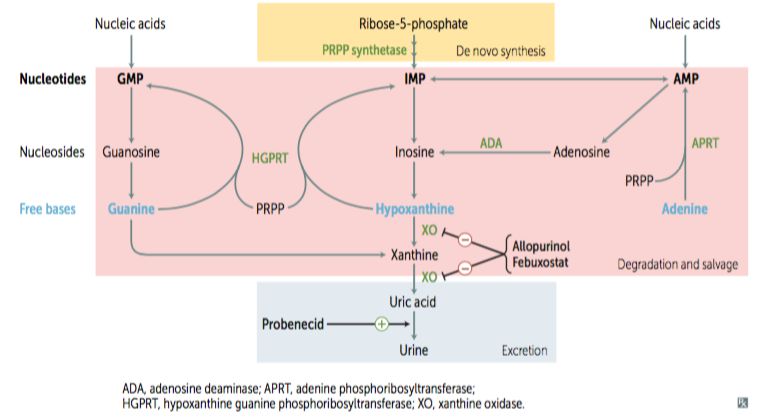 Nucleic acids
Ribose-5-phosphate
Nucleic acids
PRPP synthetase
De novo synthesis
Nucleotides
GMP
IMP
AMP
Nucleosides
Guanosine
HGPRT
Inosine
ADA
Adenosine
APRT
PRPP
Free bases
Guanine
PRPP
Hypoxanthine
Adenine
XO
−
Allopurinol
Febuxostat
Xanthine
XO
−
Degradation and salvage
Uric acid
Probenecid
+
Urine
Excretion
ADA, adenosine deaminase; APRT, adenine phosphoribosyltransferase;
HGPRT, hypoxanthine guanine phosphoribosyltransferase; XO, xanthine oxidase.